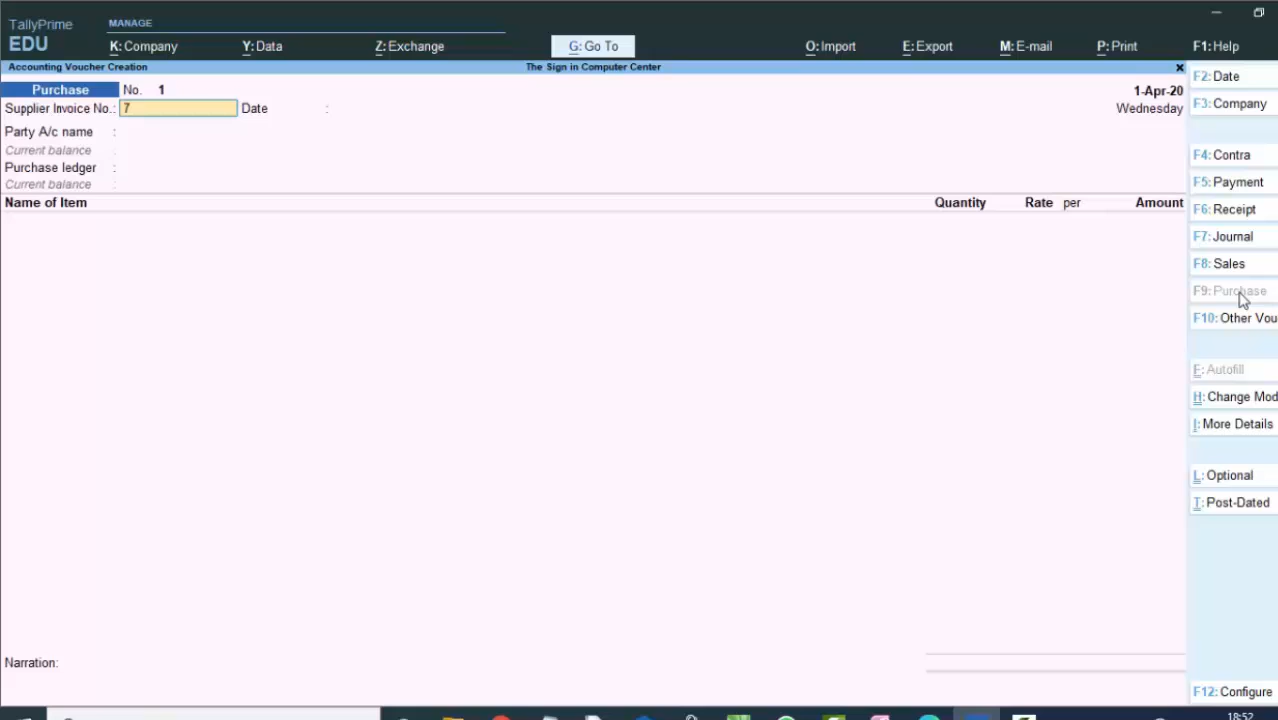 TallyPrime
EDU
MANAGE
K: Company Y: Data Z: Exchange G: Go To O: Import E: Export M: E-mail P: Print F1: Help
Accounting Voucher Creation The Sign in Computer Center
Purchase No. 1 1-Apr-20
Supplier Invoice No.: 7 Date : Wednesday
Party A/c name :
Current balance :
Purchase ledger :
Current balance :
Name of Item Quantity Rate per Amount
Narration:
F2: Date
F3: Company
F4: Contra
F5: Payment
F6: Receipt
F7: Journal
F8: Sales
F9: Purchase
F10: Other Vou
F: Autofill
H: Change Mod
I: More Details
L: Optional
T: Post-Dated
F12: Configure
18:52